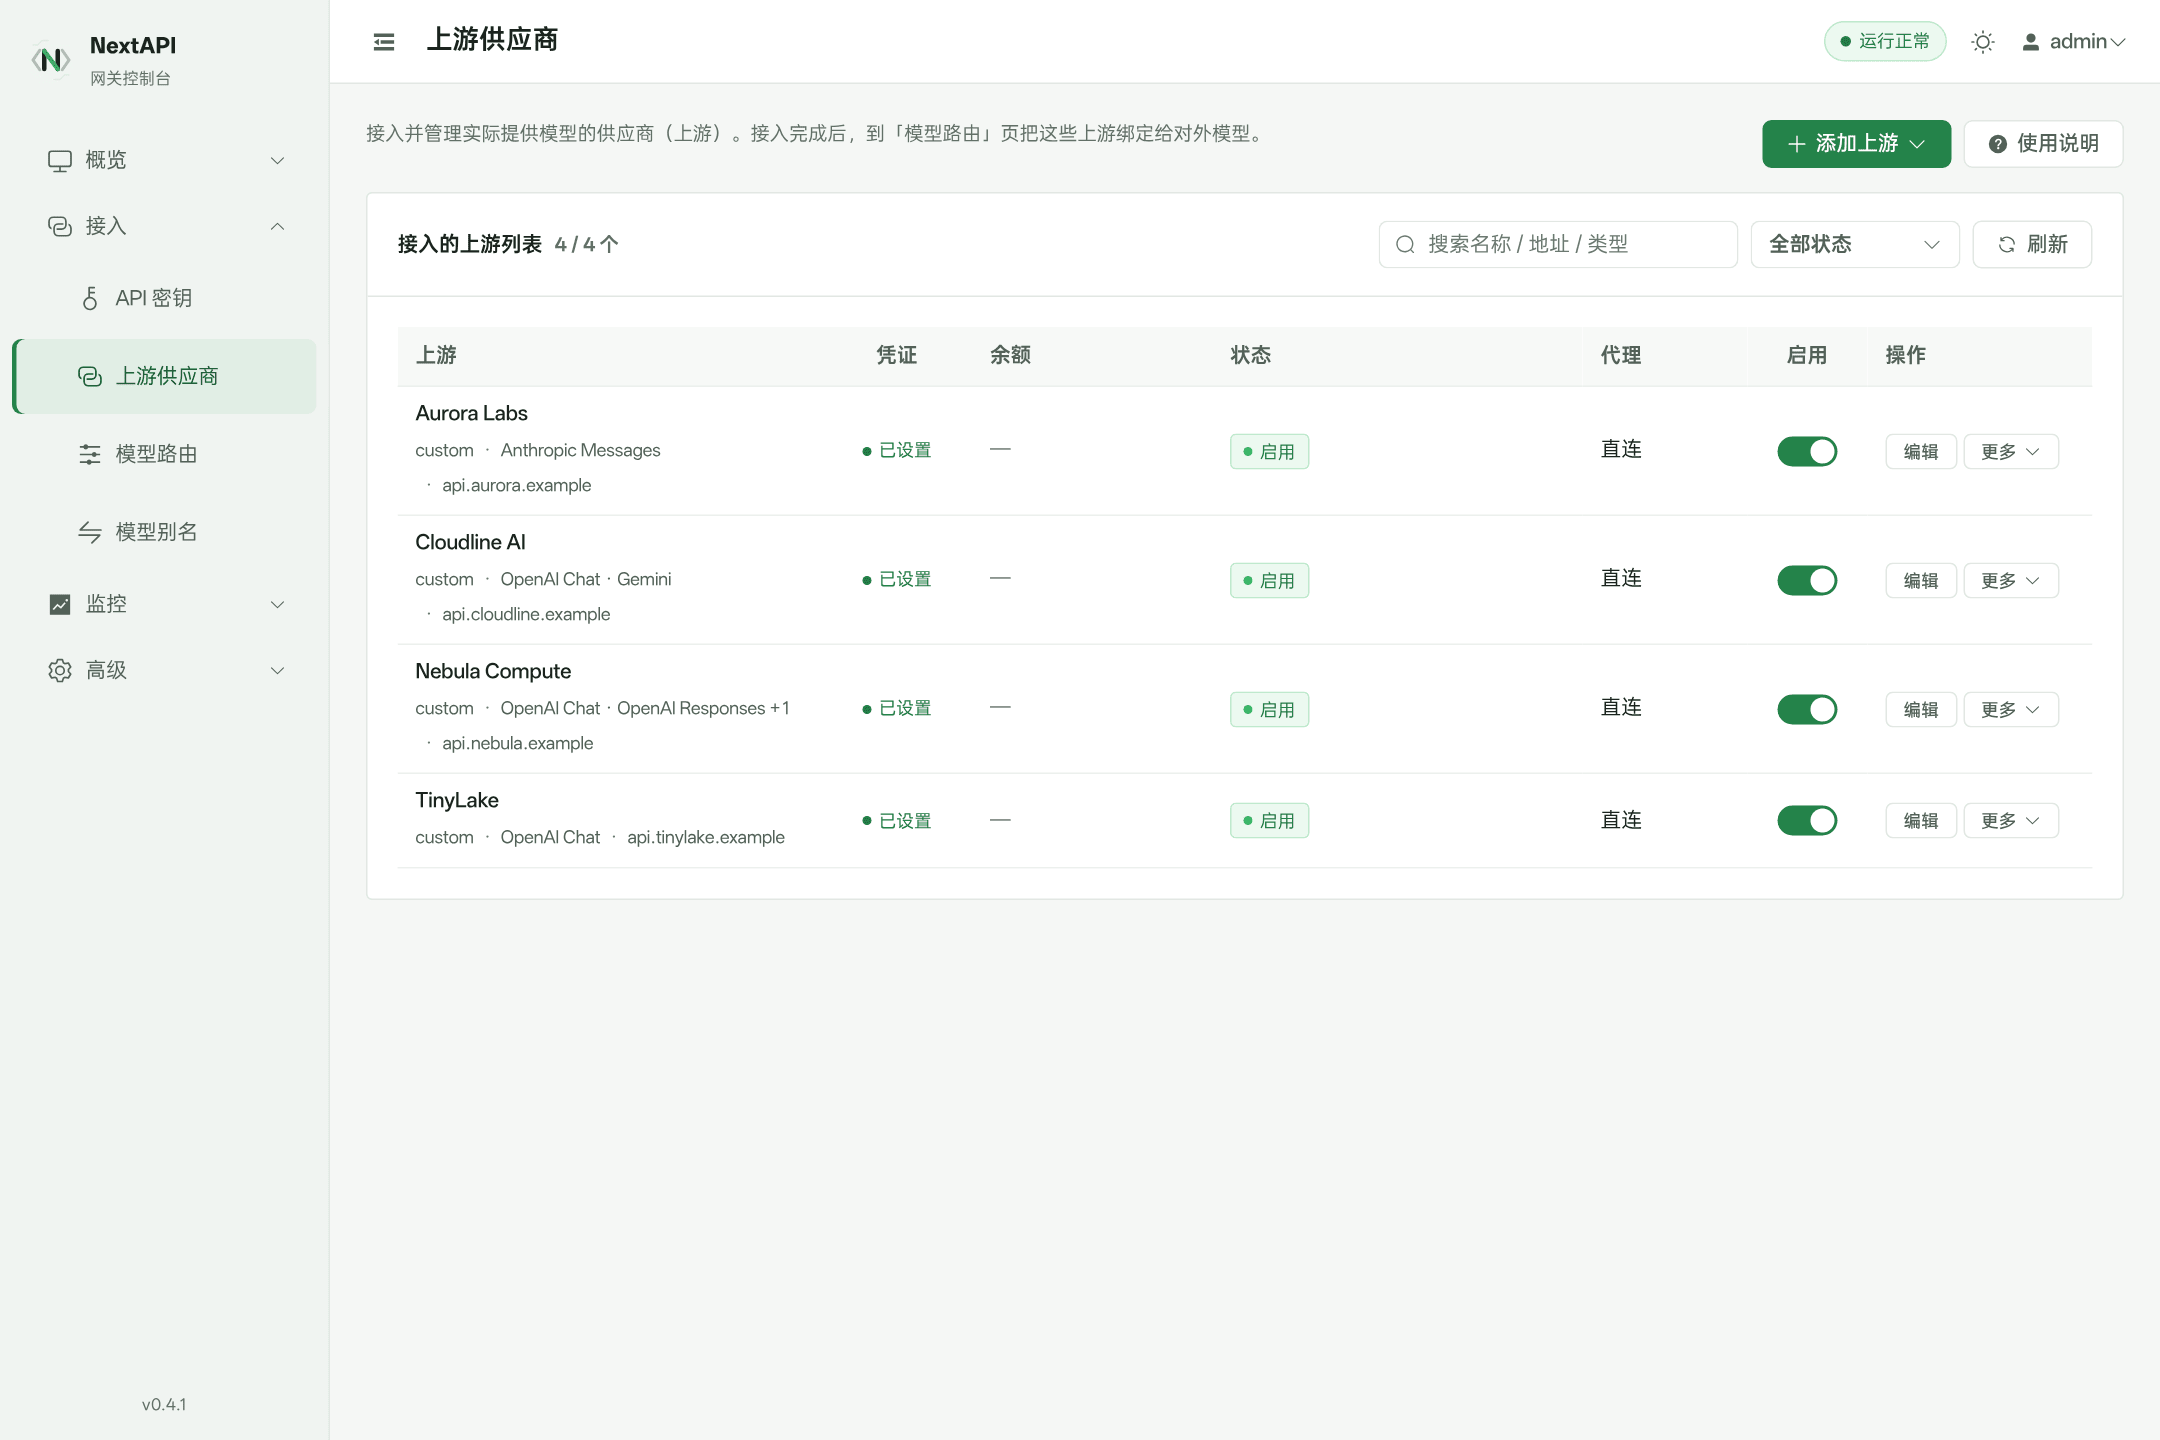 NextAPI
网关控制台
概览
接入
API 密钥
上游供应商
模型路由
模型别名
监控
高级
v0.4.1
上游供应商
运行正常
admin
接入并管理实际提供模型的供应商（上游）。接入完成后，到「模型路由」页把这些上游绑定给对外模型。
添加上游
使用说明
接入的上游列表 4 / 4 个
搜索名称 / 地址 / 类型
全部状态
刷新
上游 凭证 余额 状态 代理 启用 操作
Aurora Labs
custom · Anthropic Messages
· api.aurora.example
已设置 — 启用 直连 编辑 更多
Cloudline AI
custom · OpenAI Chat · Gemini
· api.cloudline.example
已设置 — 启用 直连 编辑 更多
Nebula Compute
custom · OpenAI Chat · OpenAI Responses +1
· api.nebula.example
已设置 — 启用 直连 编辑 更多
TinyLake
custom · OpenAI Chat · api.tinylake.example
已设置 — 启用 直连 编辑 更多